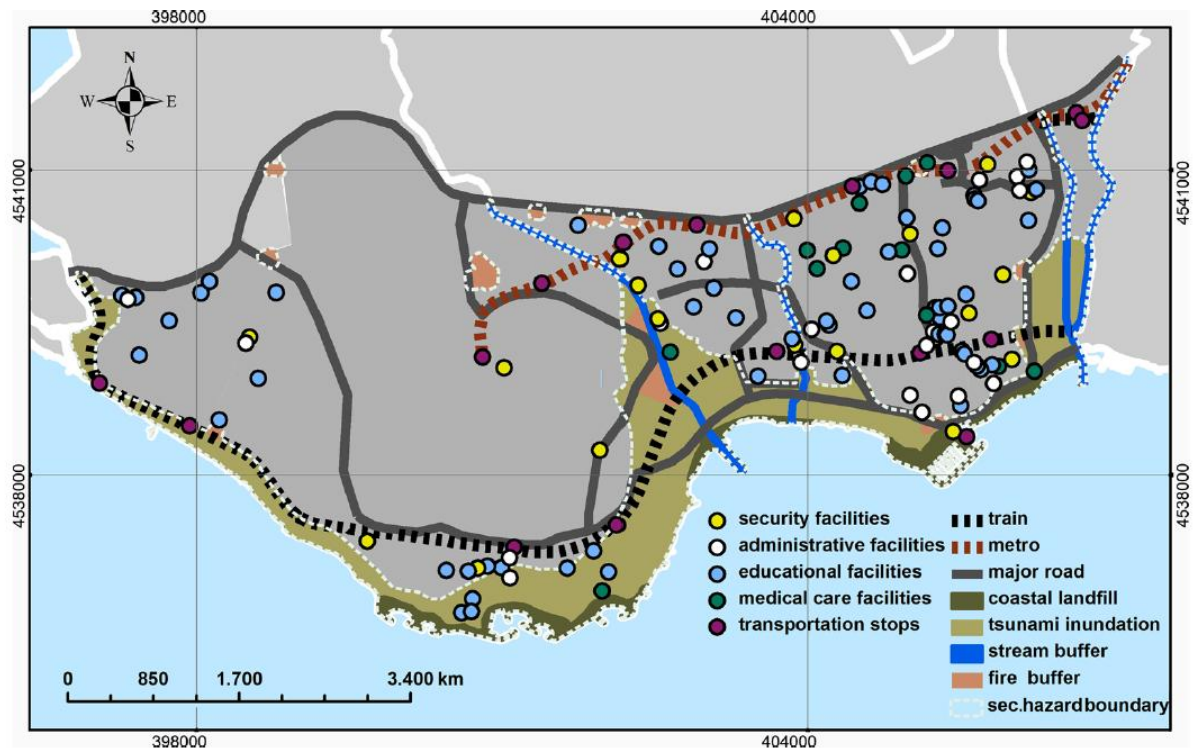 398000
404000
N
W
E
S
4541000
4541000
4538000
4538000
security facilities
administrative facilities
educational facilities
medical care facilities
transportation stops
train
metro
major road
coastal landfill
tsunami inundation
stream buffer
fire buffer
sec.hazard boundary
0 850 1.700 3.400 km
398000
404000